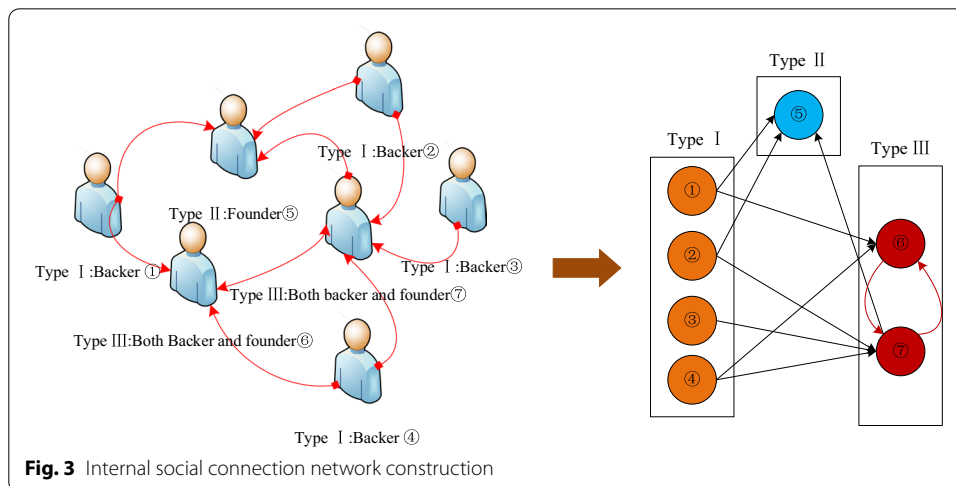 Type Ⅰ:Backer②
Type Ⅱ:Founder⑤
Type Ⅰ:Backer ①
Type Ⅰ:Backer③
Type Ⅲ:Both backer and founder⑦
Type Ⅲ:Both Backer and founder⑥
Type Ⅰ:Backer ④
Type Ⅱ
⑤
Type Ⅰ
①
②
③
④
Type Ⅲ
⑥
⑦
Fig. 3 Internal social connection network construction